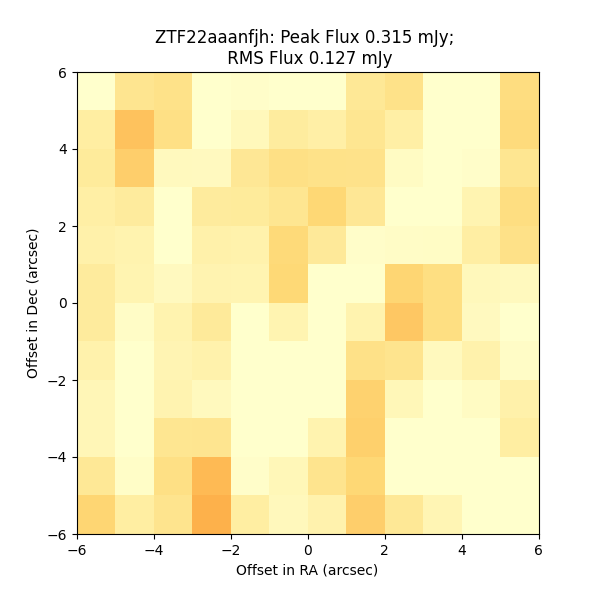 ZTF22aaanfjh: Peak Flux 0.315 mJy;
RMS Flux 0.127 mJy
6
4
2
0
−2
−4
−6
Offset in Dec (arcsec)
−6 −4 −2 0 2 4 6
Offset in RA (arcsec)